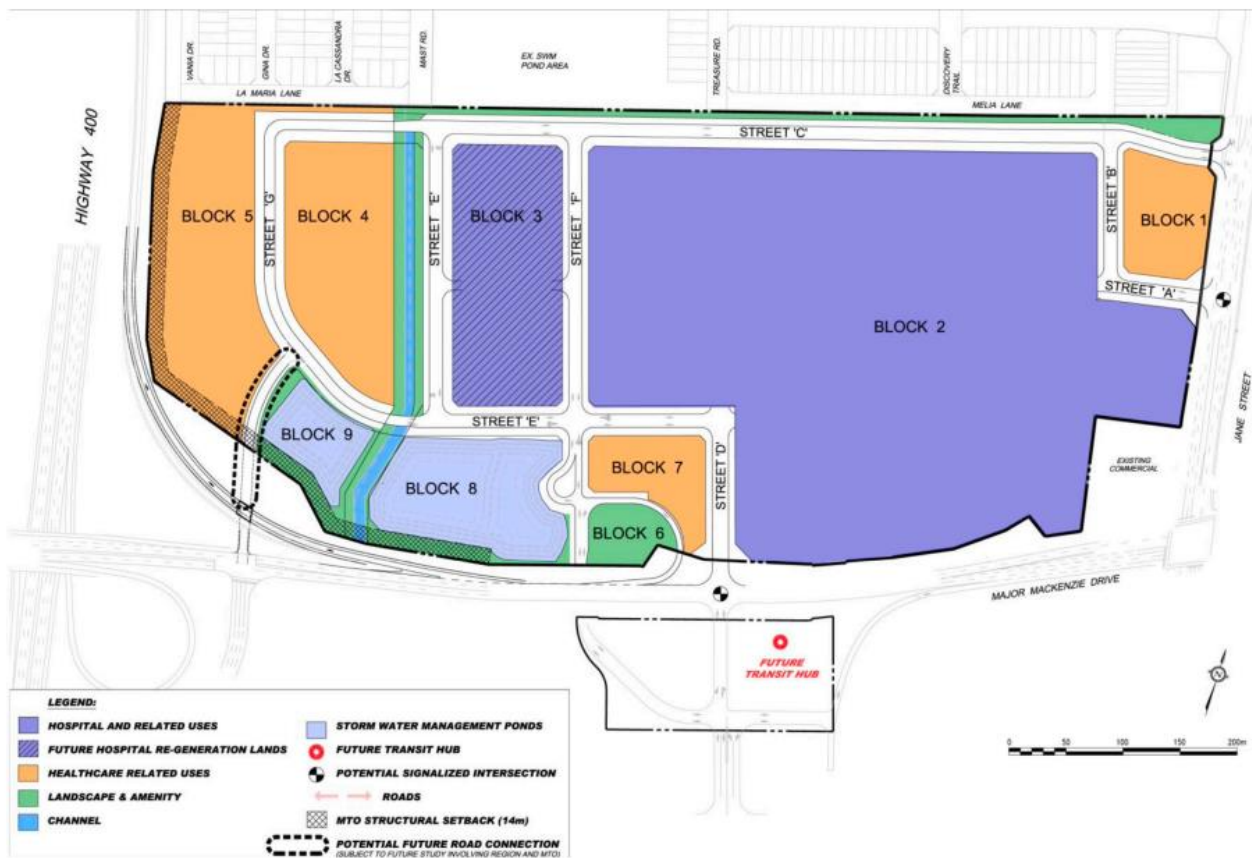 VANIA DR.
GINA DR.
LA CASSANDRA
DR.
MAST RD.
EX. SWM
POND AREA
TREASURE RD.
DISCOVERY
TRAIL
LA MARIA LANE
MELIA LANE
HIGHWAY 400
STREET 'C'
BLOCK 5
STREET 'G'
BLOCK 4
STREET 'E'
BLOCK 3
STREET 'F'
STREET 'B'
BLOCK 1
STREET 'A'
BLOCK 2
STREET 'E'
BLOCK 9
BLOCK 8
BLOCK 7
STREET 'D'
BLOCK 6
EXISTING
COMMERCIAL
JANE STREET
MAJOR MACKENZIE DRIVE
FUTURE
TRANSIT HUB
N
0 50 100 150 200m
LEGEND:
HOSPITAL AND RELATED USES
FUTURE HOSPITAL RE-GENERATION LANDS
HEALTHCARE RELATED USES
LANDSCAPE & AMENITY
CHANNEL
STORM WATER MANAGEMENT PONDS
FUTURE TRANSIT HUB
POTENTIAL SIGNALIZED INTERSECTION
ROADS
MTO STRUCTURAL SETBACK (14m)
POTENTIAL FUTURE ROAD CONNECTION
(SUBJECT TO FUTURE STUDY INVOLVING REGION AND MTO)